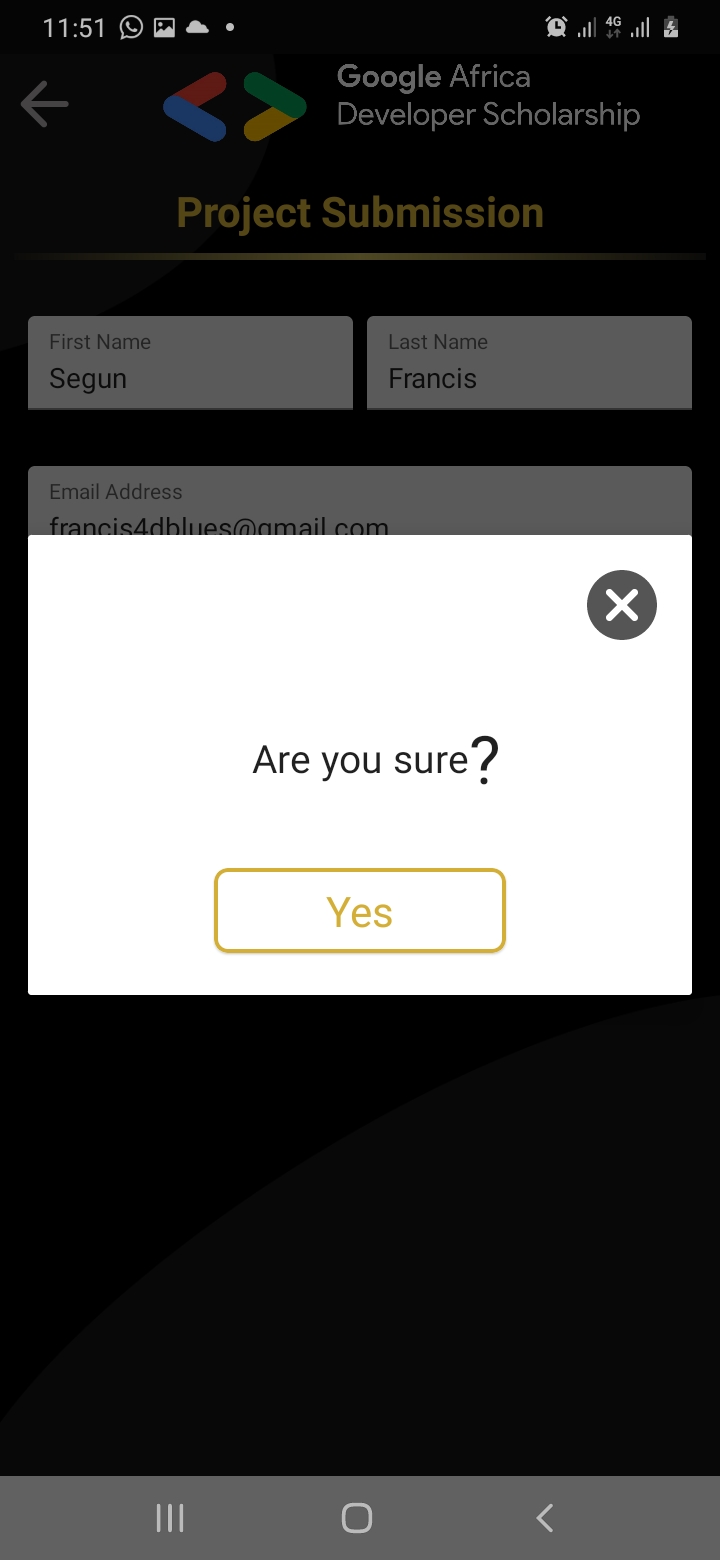 11:51
4G
Google Africa
Developer Scholarship
Project Submission
First Name
Segun
Last Name
Francis
Email Address
francis4dblues@gmail.com
Are you sure?
Yes